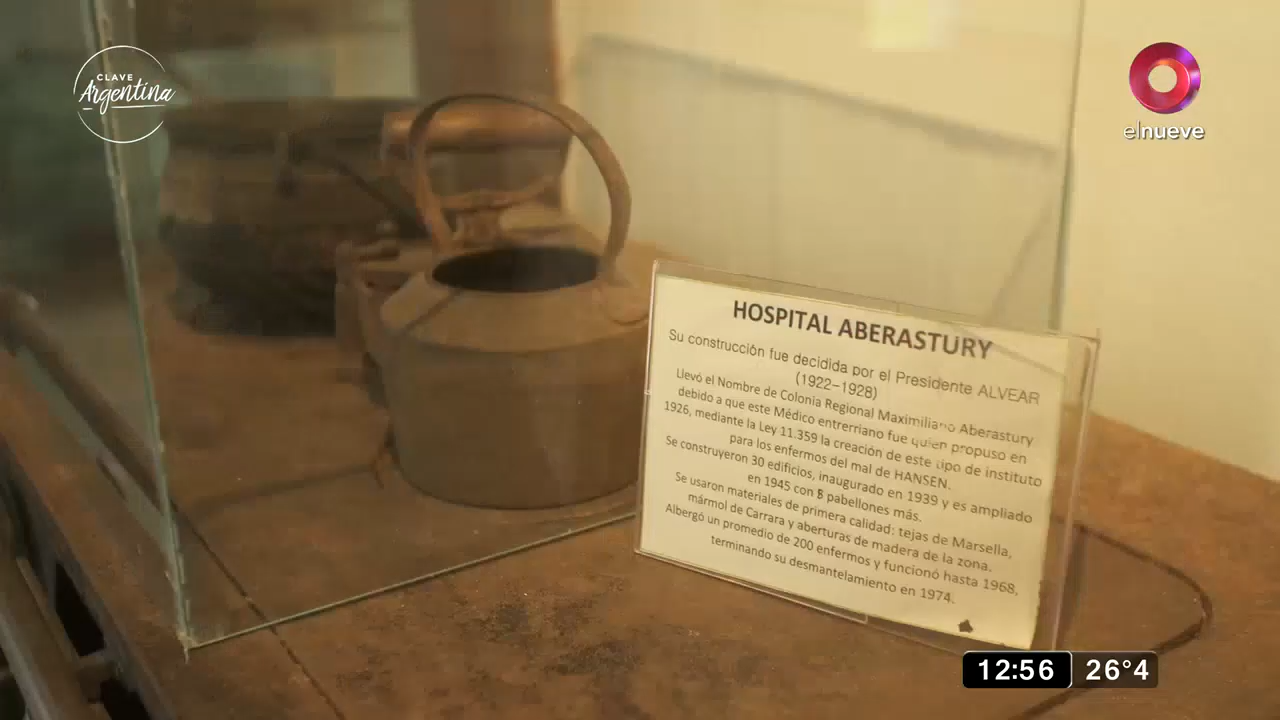 CLAVE
Argentina
elnueve
HOSPITAL ABERASTURY
Su construcción fue decidida por el Presidente ALVEAR
(1922–1928)
Llevó el Nombre de Colonia Regional Maximiliano Aberastury
debido a que este Médico entrerriano fue quien propuso en
1926, mediante la Ley 11.359 la creación de este tipo de instituto
para los enfermos del mal de HANSEN.
Se construyeron 30 edificios, inaugurado en 1939 y es ampliado
en 1945 con 8 pabellones más.
Se usaron materiales de primera calidad: tejas de Marsella,
mármol de Carrara y aberturas de madera de la zona.
Albergó un promedio de 200 enfermos y funcionó hasta 1968,
terminando su desmantelamiento en 1974.
12:56 26°4